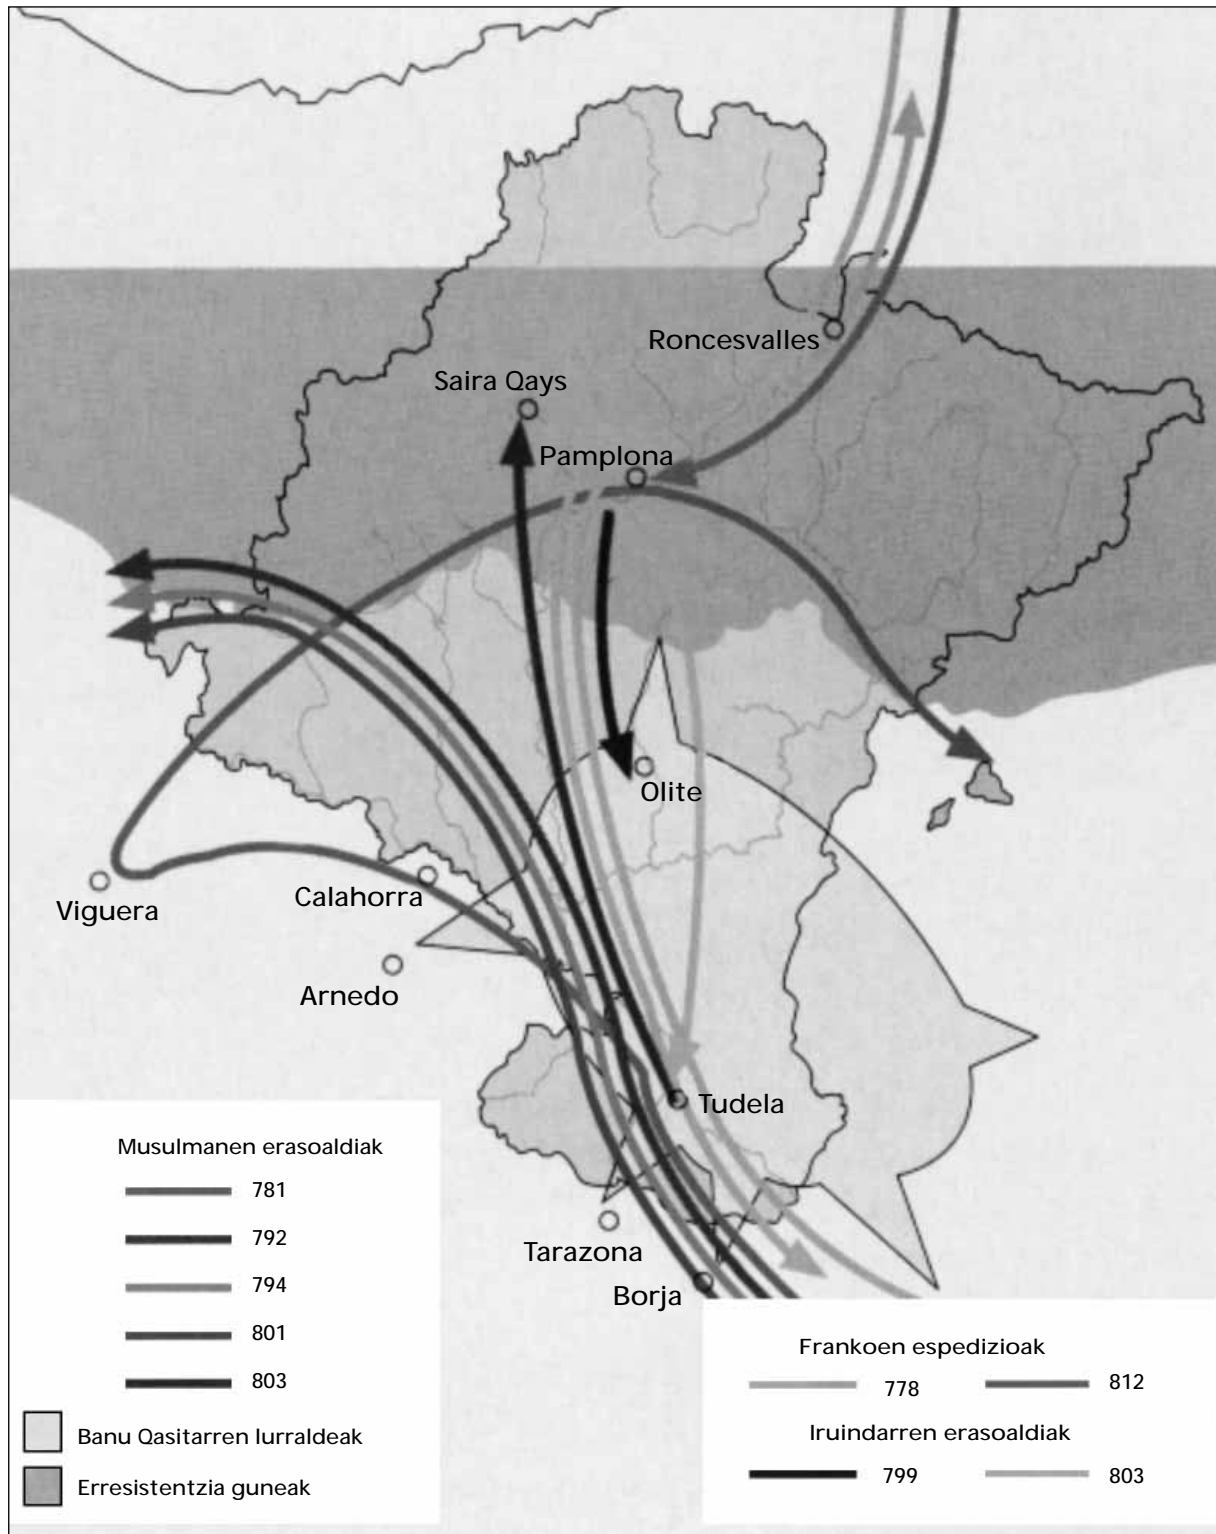 Roncesvalles
Saira Qays
Pamplona
Olite
Viguera
Calahorra
Arnedo
Tudela
Tarazona
Borja
Musulmanen erasoaldiak
781
792
794
801
803
Banu Qasitarren lurraldeak
Erresistentzia guneak
Frankoen espedizioak
778
812
Iruindarren erasoaldiak
799
803